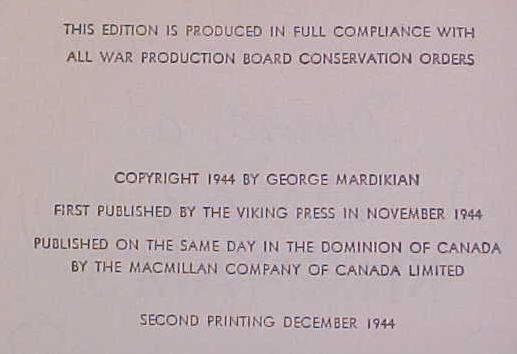 THIS EDITION IS PRODUCED IN FULL COMPLIANCE WITH
ALL WAR PRODUCTION BOARD CONSERVATION ORDERS
COPYRIGHT 1944 BY GEORGE MARDIKIAN
FIRST PUBLISHED BY THE VIKING PRESS IN NOVEMBER 1944
PUBLISHED ON THE SAME DAY IN THE DOMINION OF CANADA
BY THE MACMILLAN COMPANY OF CANADA LIMITED
SECOND PRINTING DECEMBER 1944